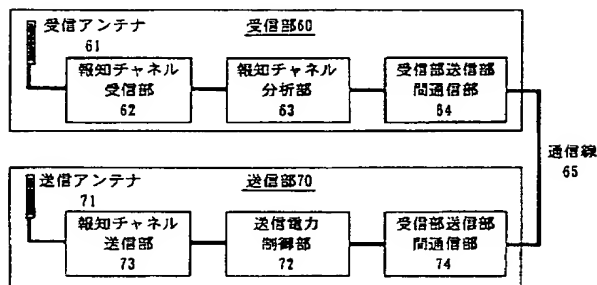 受信アンテナ
61
受信部60
報知チャネル
受信部
62
報知チャネル
分析部
63
受信部送信部
間通信部
64
通信線
65
送信アンテナ
71
送信部70
報知チャネル
送信部
73
送信電力
制御部
72
受信部送信部
間通信部
74